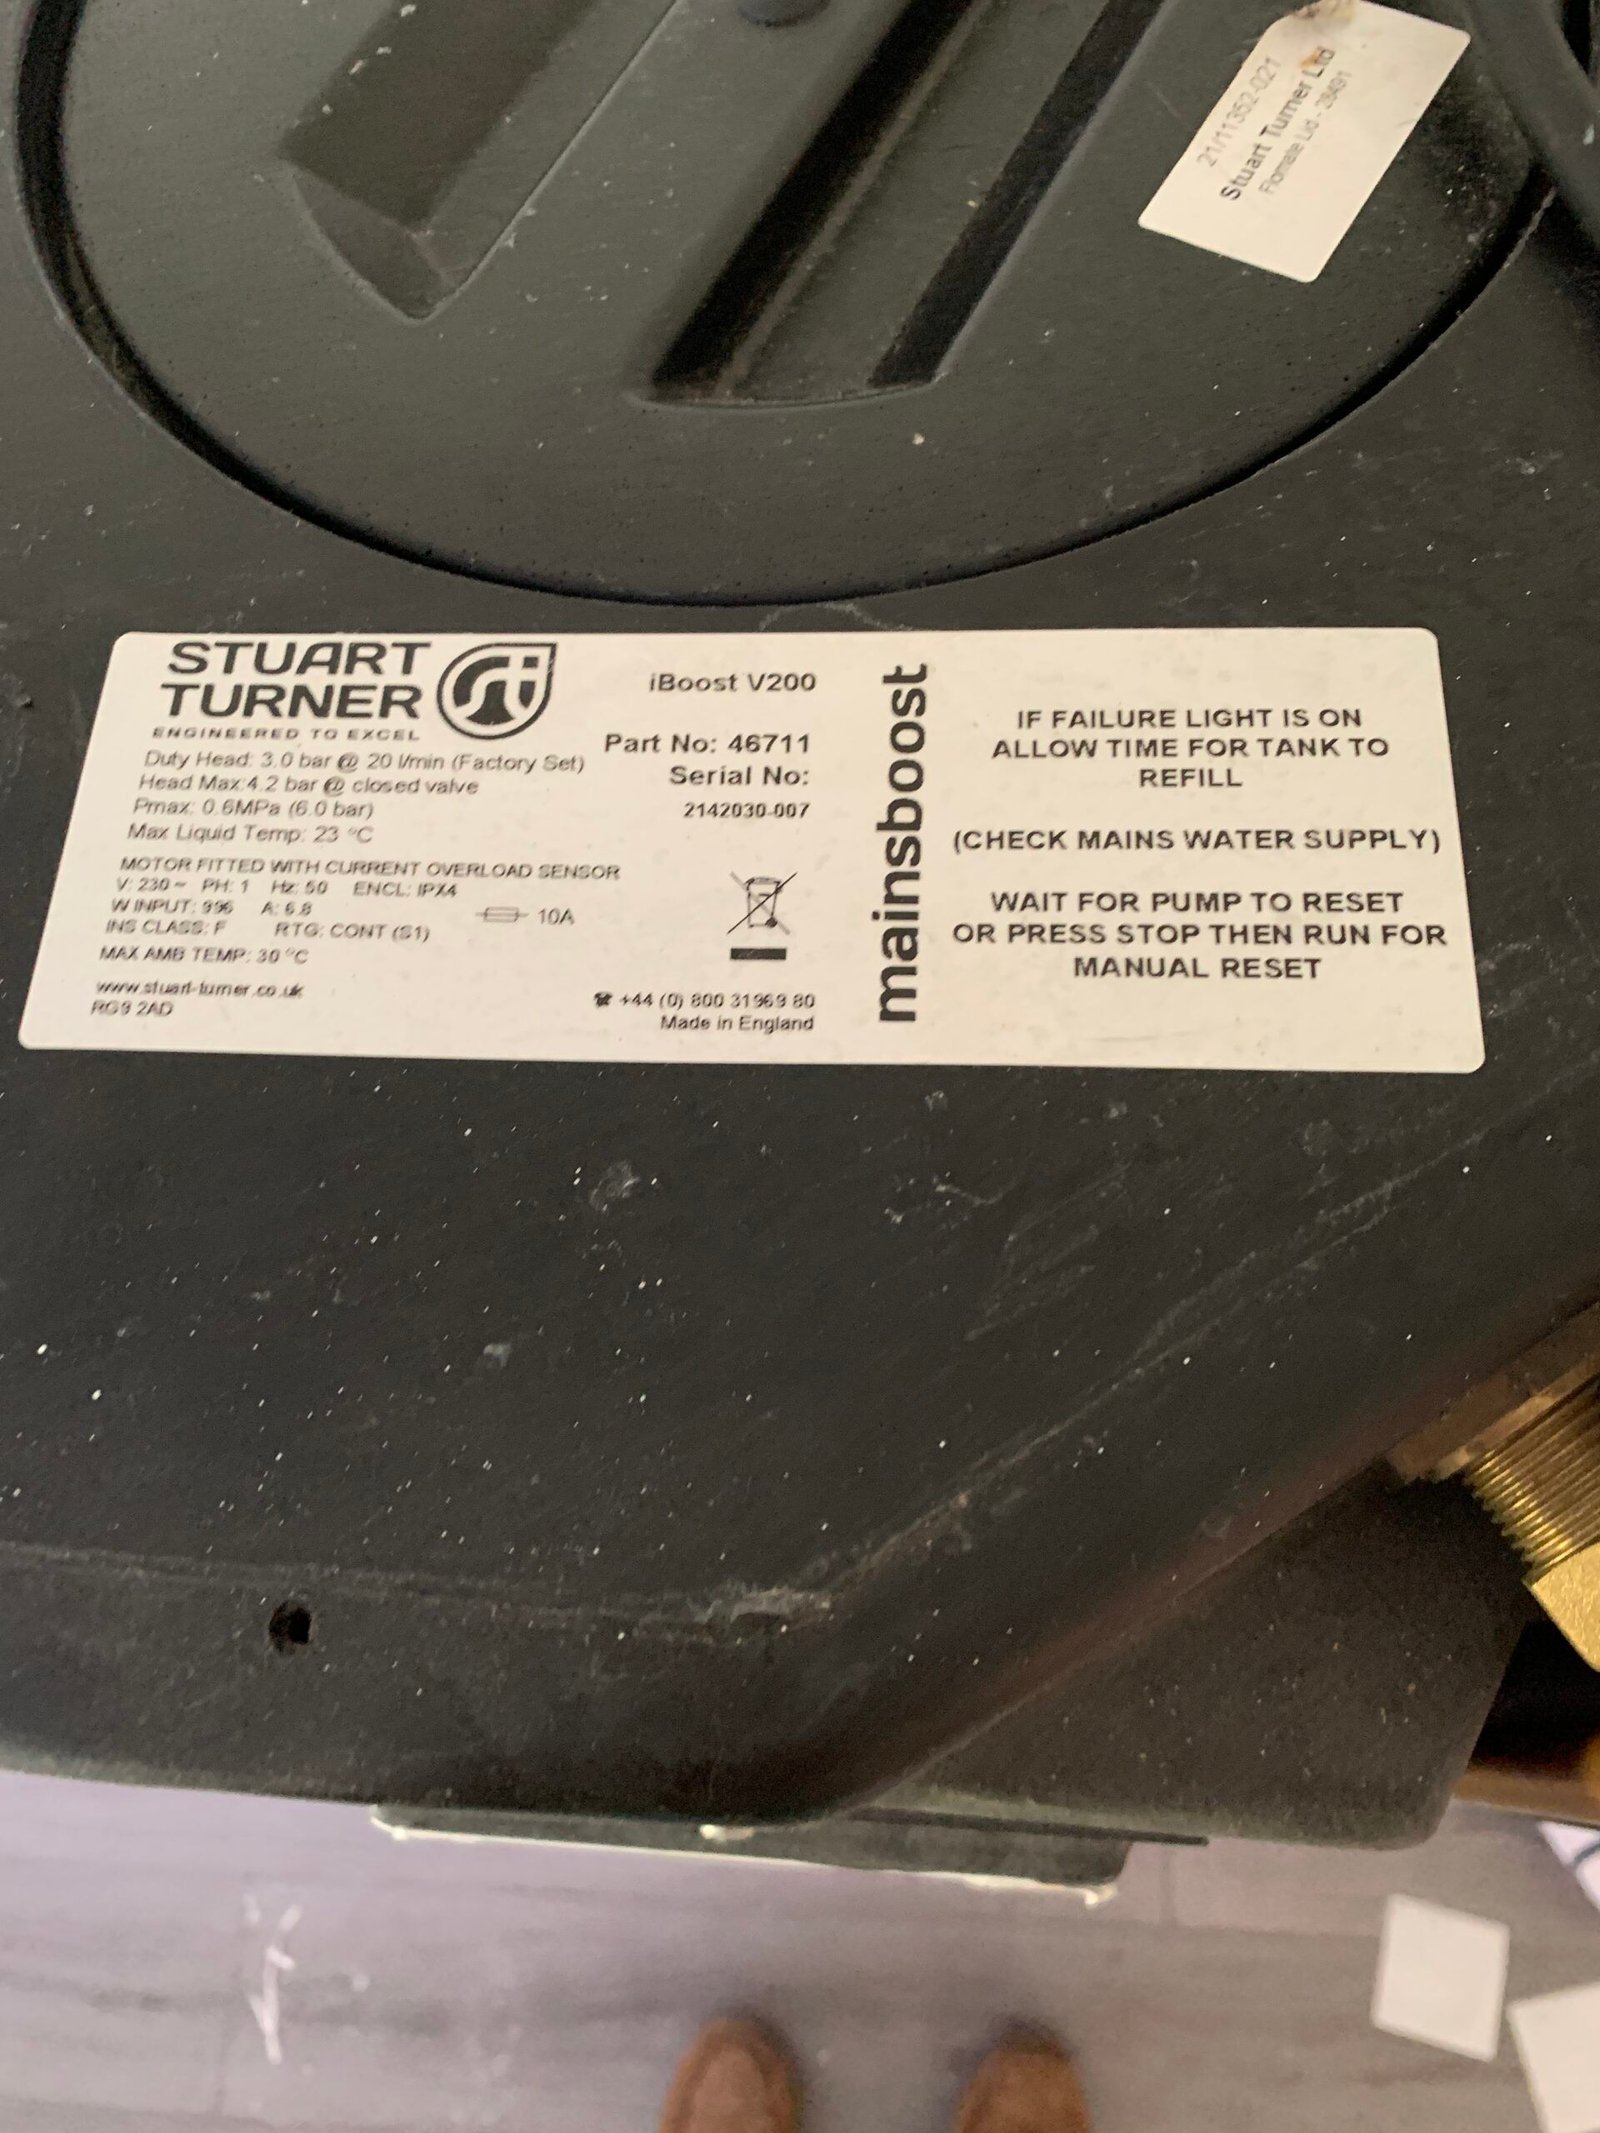 21/11352-021
Stuart Turner Ltd
Flomate Lid - 28491
STUART
TURNER
ENGINEERED TO EXCEL
Duty Head: 3.0 bar @ 20 l/min (Factory Set)
Head Max:4.2 bar @ closed valve
Pmax: 0.6MPa (6.0 bar)
Max Liquid Temp: 23 °C
MOTOR FITTED WITH CURRENT OVERLOAD SENSOR
V: 230~ PH: 1 Hz: 50 ENCL: IPX4
W INPUT: 996 A: 6.8
10A
INS CLASS: F RTG: CONT (S1)
MAX AMB TEMP: 30 °C
www.stuart-turner.co.uk
RG9 2AD
iBoost V200
Part No: 46711
Serial No:
2142030-007
☎ +44 (0) 800 31969 80
Made in England
mainsboost
IF FAILURE LIGHT IS ON
ALLOW TIME FOR TANK TO
REFILL
(CHECK MAINS WATER SUPPLY)
WAIT FOR PUMP TO RESET
OR PRESS STOP THEN RUN FOR
MANUAL RESET